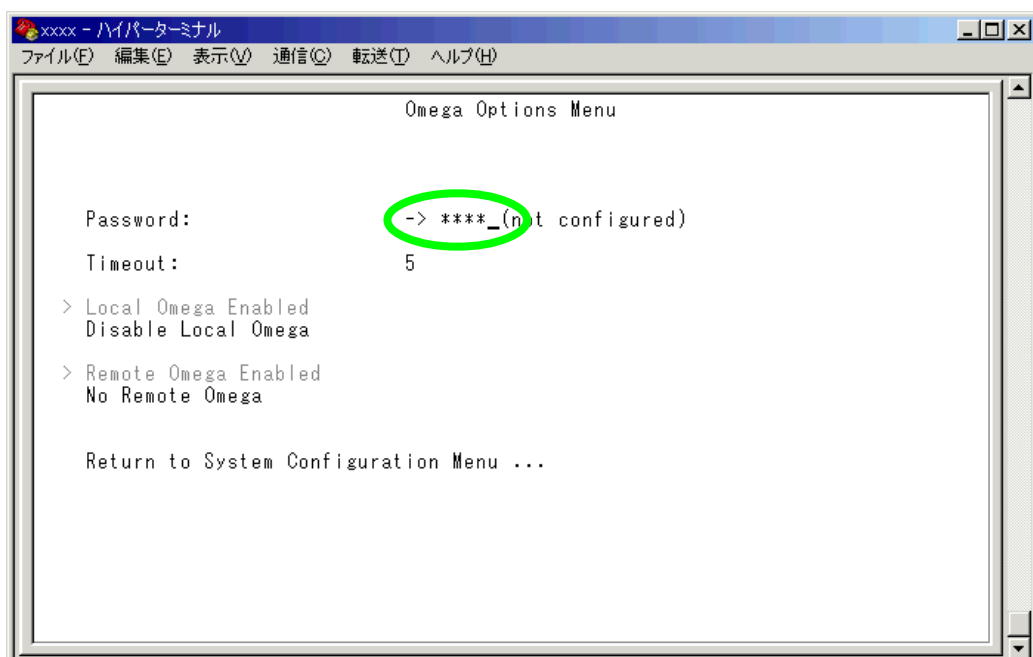 xxxx - ハイパーターミナル
ファイル(F) 編集(E) 表示(V) 通信(C) 転送(T) ヘルプ(H)
Omega Options Menu
Password: -> ****_(not configured)
Timeout: 5
> Local Omega Enabled
Disable Local Omega
> Remote Omega Enabled
No Remote Omega
Return to System Configuration Menu ...